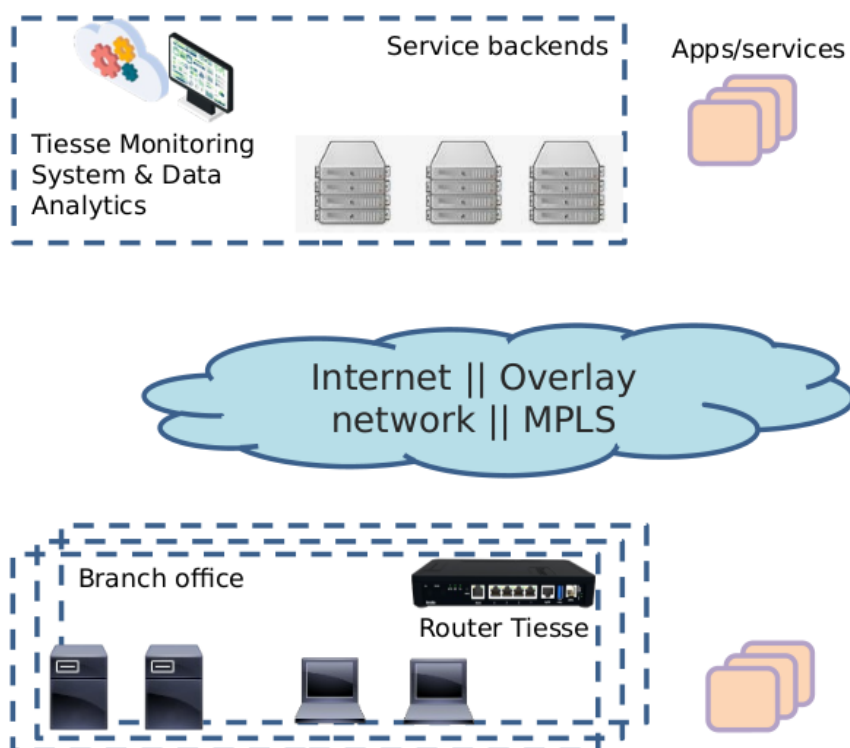 Service backends
Apps/services
Tiesse Monitoring
System & Data
Analytics
Internet || Overlay
network || MPLS
Branch office
Router Tiesse